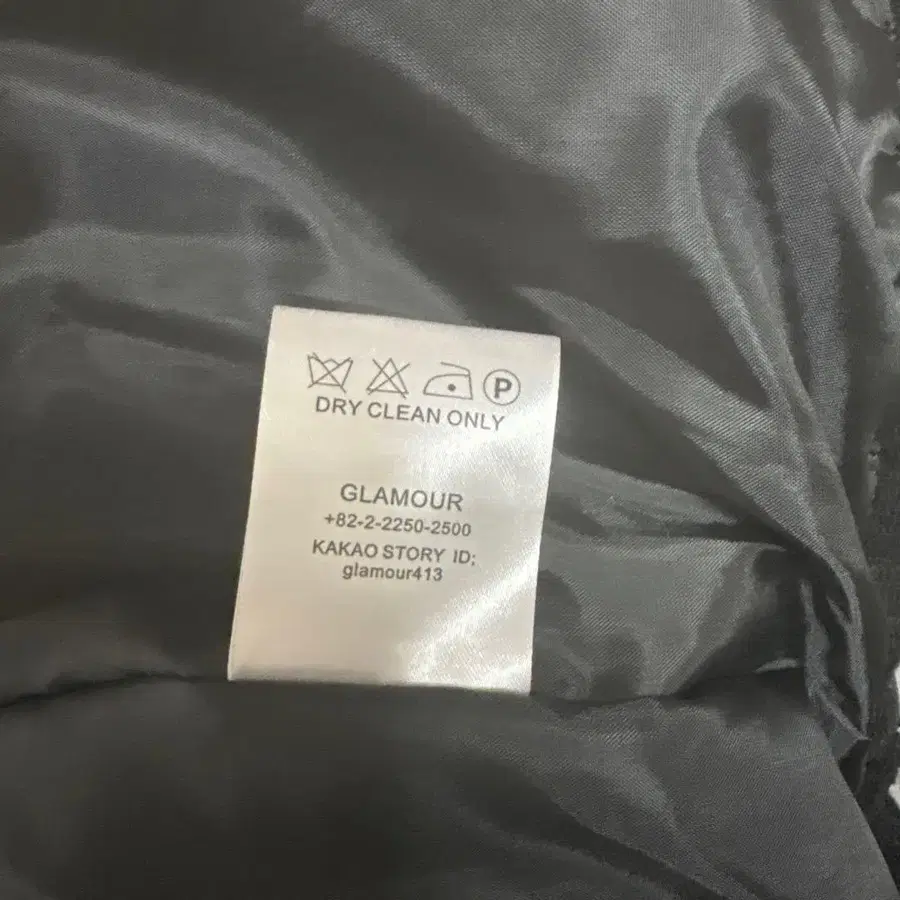 P
DRY CLEAN ONLY
GLAMOUR
+82-2-2250-2500
KAKAO STORY ID;
glamour413